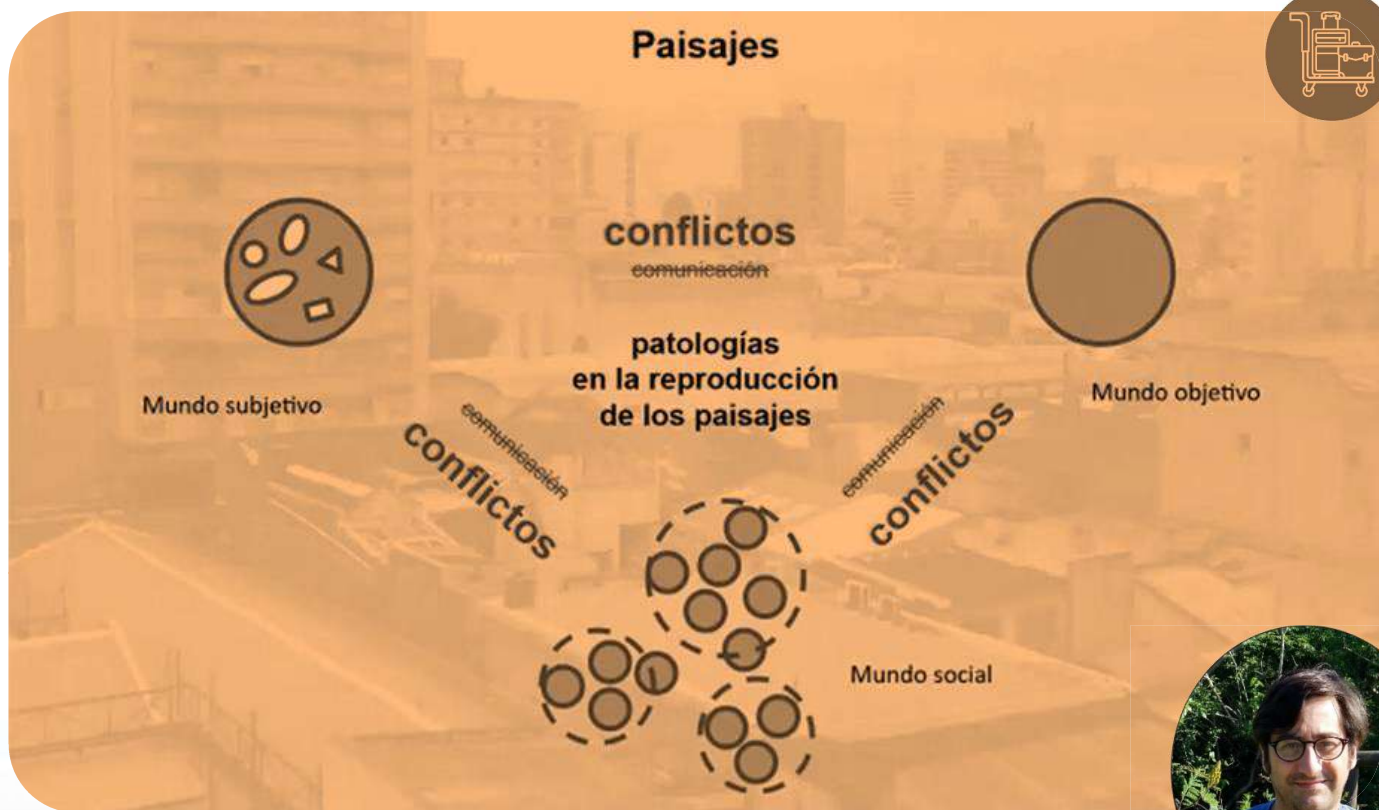 Paisajes
conflictos
comunicación
patologías
en la reproducción
de los paisajes
Mundo subjetivo
Mundo objetivo
comunicación
conflictos
comunicación
conflictos
Mundo social